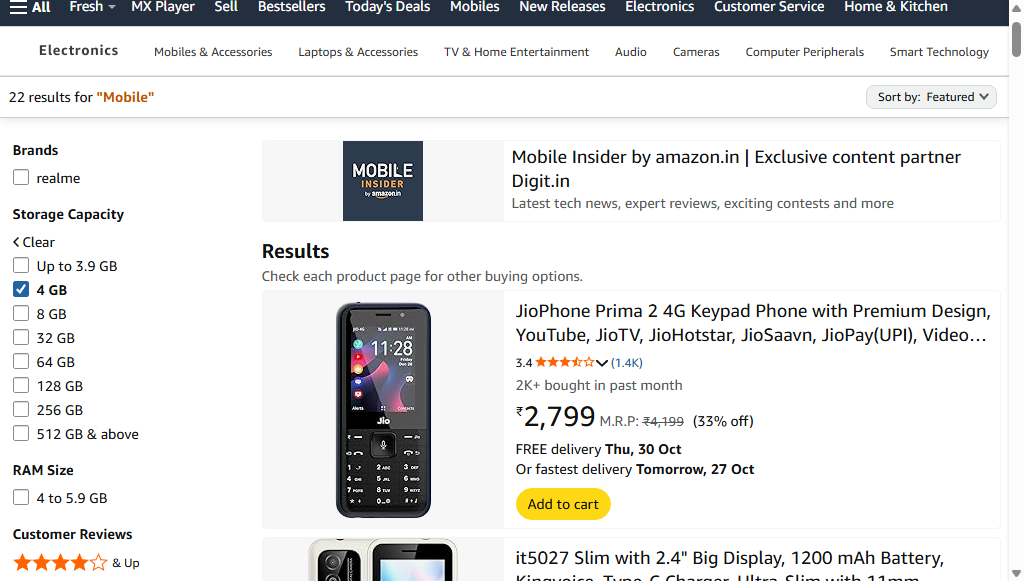 All Fresh MX Player Sell Bestsellers Today's Deals Mobiles New Releases Electronics Customer Service Home & Kitchen
Electronics Mobiles & Accessories Laptops & Accessories TV & Home Entertainment Audio Cameras Computer Peripherals Smart Technology
22 results for "Mobile"
Sort by: Featured
Brands
realme
Storage Capacity
Clear
Up to 3.9 GB
4 GB
8 GB
32 GB
64 GB
128 GB
256 GB
512 GB & above
RAM Size
4 to 5.9 GB
Customer Reviews
& Up
MOBILE
INSIDER
by amazon.in
Mobile Insider by amazon.in | Exclusive content partner
Digit.in
Latest tech news, expert reviews, exciting contests and more
Results
Check each product page for other buying options.
11:28
Jio
JioPhone Prima 2 4G Keypad Phone with Premium Design,
YouTube, JioTV, JioHotstar, JioSaavn, JioPay(UPI), Video…
3.4 (1.4K)
2K+ bought in past month
₹2,799 M.R.P: ₹4,199 (33% off)
FREE delivery Thu, 30 Oct
Or fastest delivery Tomorrow, 27 Oct
Add to cart
it5027 Slim with 2.4" Big Display, 1200 mAh Battery,
Kingvoice, Type-C Charger, Ultra-Slim with 11mm